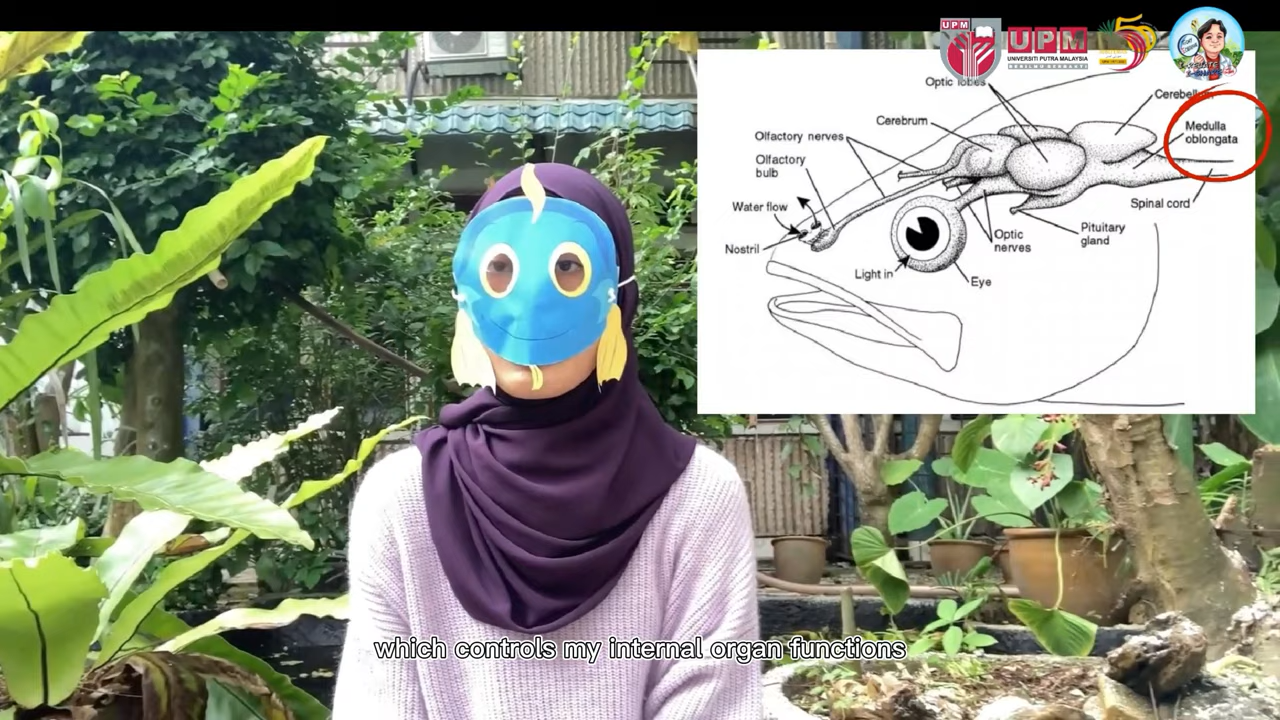 UPM
UPM
UNIVERSITI PUTRA MALAYSIA
Optic lobes
Cerebellum
Cerebrum
Medulla
oblongata
Olfactory nerves
Olfactory
bulb
Water flow
Spinal cord
Optic
nerves
Pituitary
gland
Nostril
Light in
Eye
which controls my internal organ functions